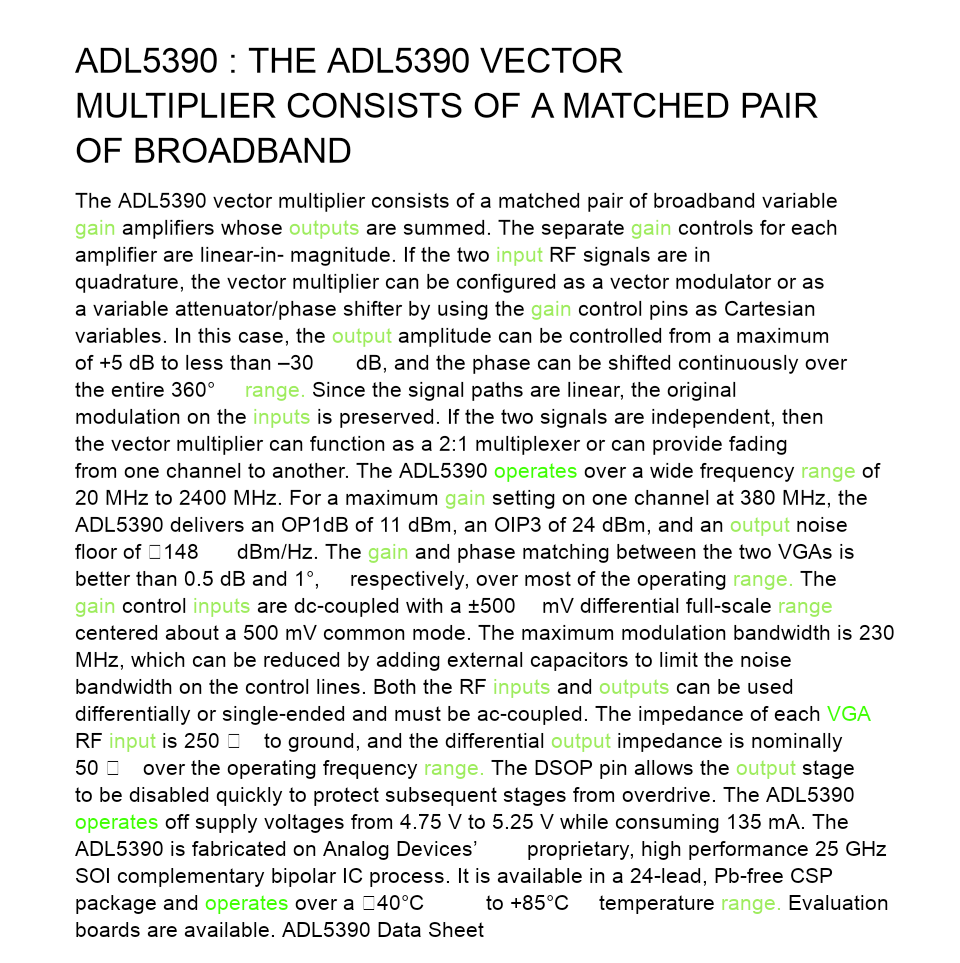 ADL5390 : THE ADL5390 VECTOR
MULTIPLIER CONSISTS OF A MATCHED PAIR
OF BROADBAND
The ADL5390 vector multiplier consists of a matched pair of broadband variable
gain amplifiers whose outputs are summed. The separate gain controls for each
amplifier are linear-in- magnitude. If the two input RF signals are in
quadrature, the vector multiplier can be configured as a vector modulator or as
a variable attenuator/phase shifter by using the gain control pins as Cartesian
variables. In this case, the output amplitude can be controlled from a maximum
of +5 dB to less than –30 dB, and the phase can be shifted continuously over
the entire 360° range. Since the signal paths are linear, the original
modulation on the inputs is preserved. If the two signals are independent, then
the vector multiplier can function as a 2:1 multiplexer or can provide fading
from one channel to another. The ADL5390 operates over a wide frequency range of
20 MHz to 2400 MHz. For a maximum gain setting on one channel at 380 MHz, the
ADL5390 delivers an OP1dB of 11 dBm, an OIP3 of 24 dBm, and an output noise
floor of □148 dBm/Hz. The gain and phase matching between the two VGAs is
better than 0.5 dB and 1°, respectively, over most of the operating range. The
gain control inputs are dc-coupled with a ±500 mV differential full-scale range
centered about a 500 mV common mode. The maximum modulation bandwidth is 230
MHz, which can be reduced by adding external capacitors to limit the noise
bandwidth on the control lines. Both the RF inputs and outputs can be used
differentially or single-ended and must be ac-coupled. The impedance of each VGA
RF input is 250 □ to ground, and the differential output impedance is nominally
50 □ over the operating frequency range. The DSOP pin allows the output stage
to be disabled quickly to protect subsequent stages from overdrive. The ADL5390
operates off supply voltages from 4.75 V to 5.25 V while consuming 135 mA. The
ADL5390 is fabricated on Analog Devices’ proprietary, high performance 25 GHz
SOI complementary bipolar IC process. It is available in a 24-lead, Pb-free CSP
package and operates over a □40°C to +85°C temperature range. Evaluation
boards are available. ADL5390 Data Sheet